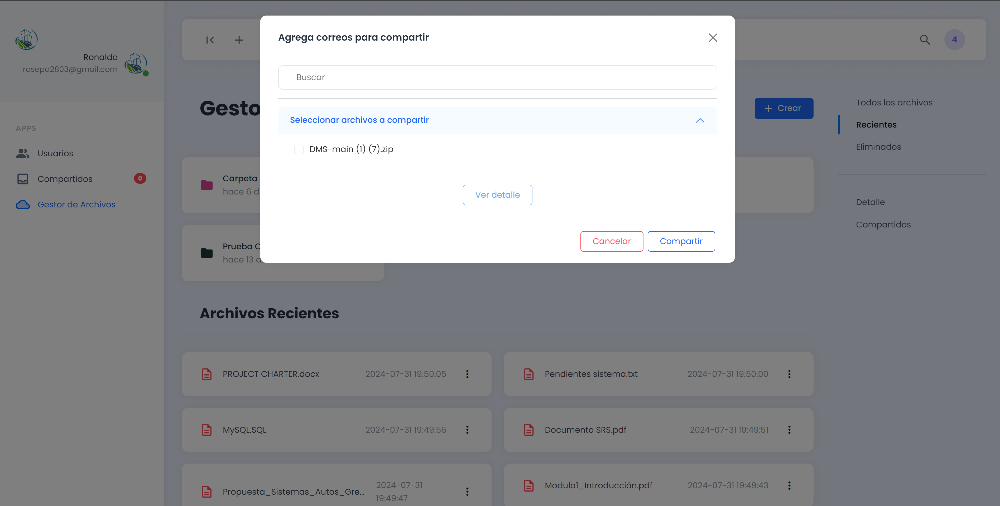 Ronaldo
rosepa2803@gmail.com
APPS
Usuarios
Compartidos
0
Gestor de Archivos
Agrega correos para compartir
Buscar
Seleccionar archivos a compartir
DMS-main (1) (7).zip
Ver detalle
Cancelar
Compartir
4
Gesto
Crear
Carpeta
hace 6 di
Prueba C
hace 13
Archivos Recientes
PROJECT CHARTER.docx 2024-07-31 19:50:05
Pendientes sistema.txt 2024-07-31 19:50:00
MySQL.SQL 2024-07-31 19:49:56
Documento SRS.pdf 2024-07-31 19:49:51
Propuesta_Sistemas_Autos_Gre... 2024-07-31
19:49:47
Modulo1_Introducción.pdf 2024-07-31 19:49:43
Todos los archivos
Recientes
Eliminados
Detalle
Compartidos